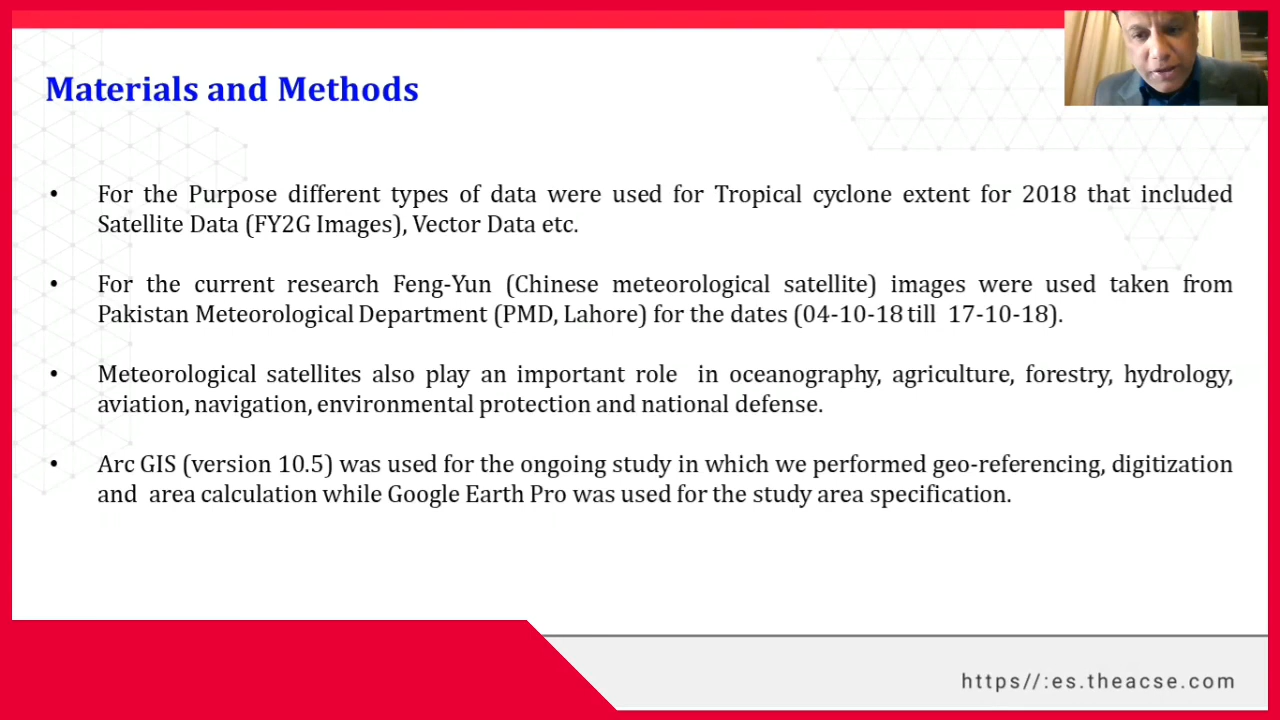 Materials and Methods
• For the Purpose different types of data were used for Tropical cyclone extent for 2018 that included
Satellite Data (FY2G Images), Vector Data etc.
• For the current research Feng-Yun (Chinese meteorological satellite) images were used taken from
Pakistan Meteorological Department (PMD, Lahore) for the dates (04-10-18 till 17-10-18).
• Meteorological satellites also play an important role in oceanography, agriculture, forestry, hydrology,
aviation, navigation, environmental protection and national defense.
• Arc GIS (version 10.5) was used for the ongoing study in which we performed geo-referencing, digitization
and area calculation while Google Earth Pro was used for the study area specification.
https//:es.theacse.com